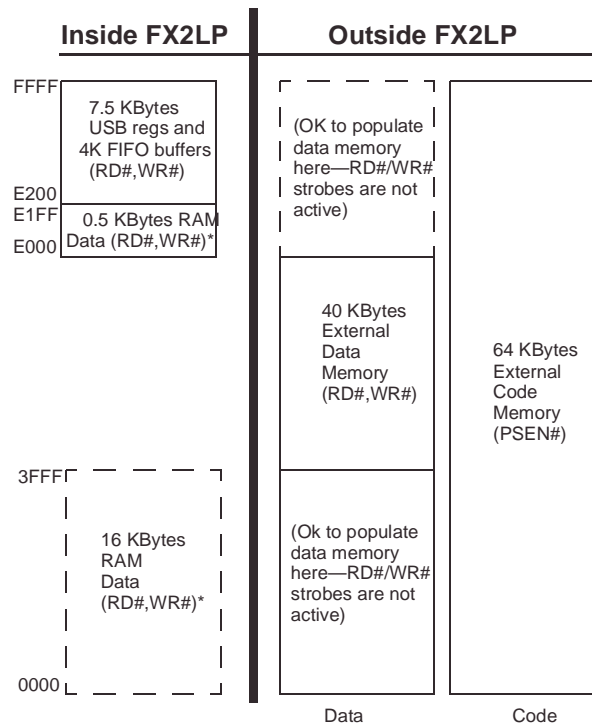 Inside FX2LP
Outside FX2LP
FFFF
7.5 KBytes
USB regs and
4K FIFO buffers
(RD#,WR#)
E200
E1FF
0.5 KBytes RAM
Data (RD#,WR#)*
E000
(OK to populate
data memory
here—RD#/WR#
strobes are not
active)
40 KBytes
External
Data
Memory
(RD#,WR#)
64 KBytes
External
Code
Memory
(PSEN#)
3FFF
16 KBytes
RAM
Data
(RD#,WR#)*
(Ok to populate
data memory
here—RD#/WR#
strobes are not
active)
0000
Data
Code